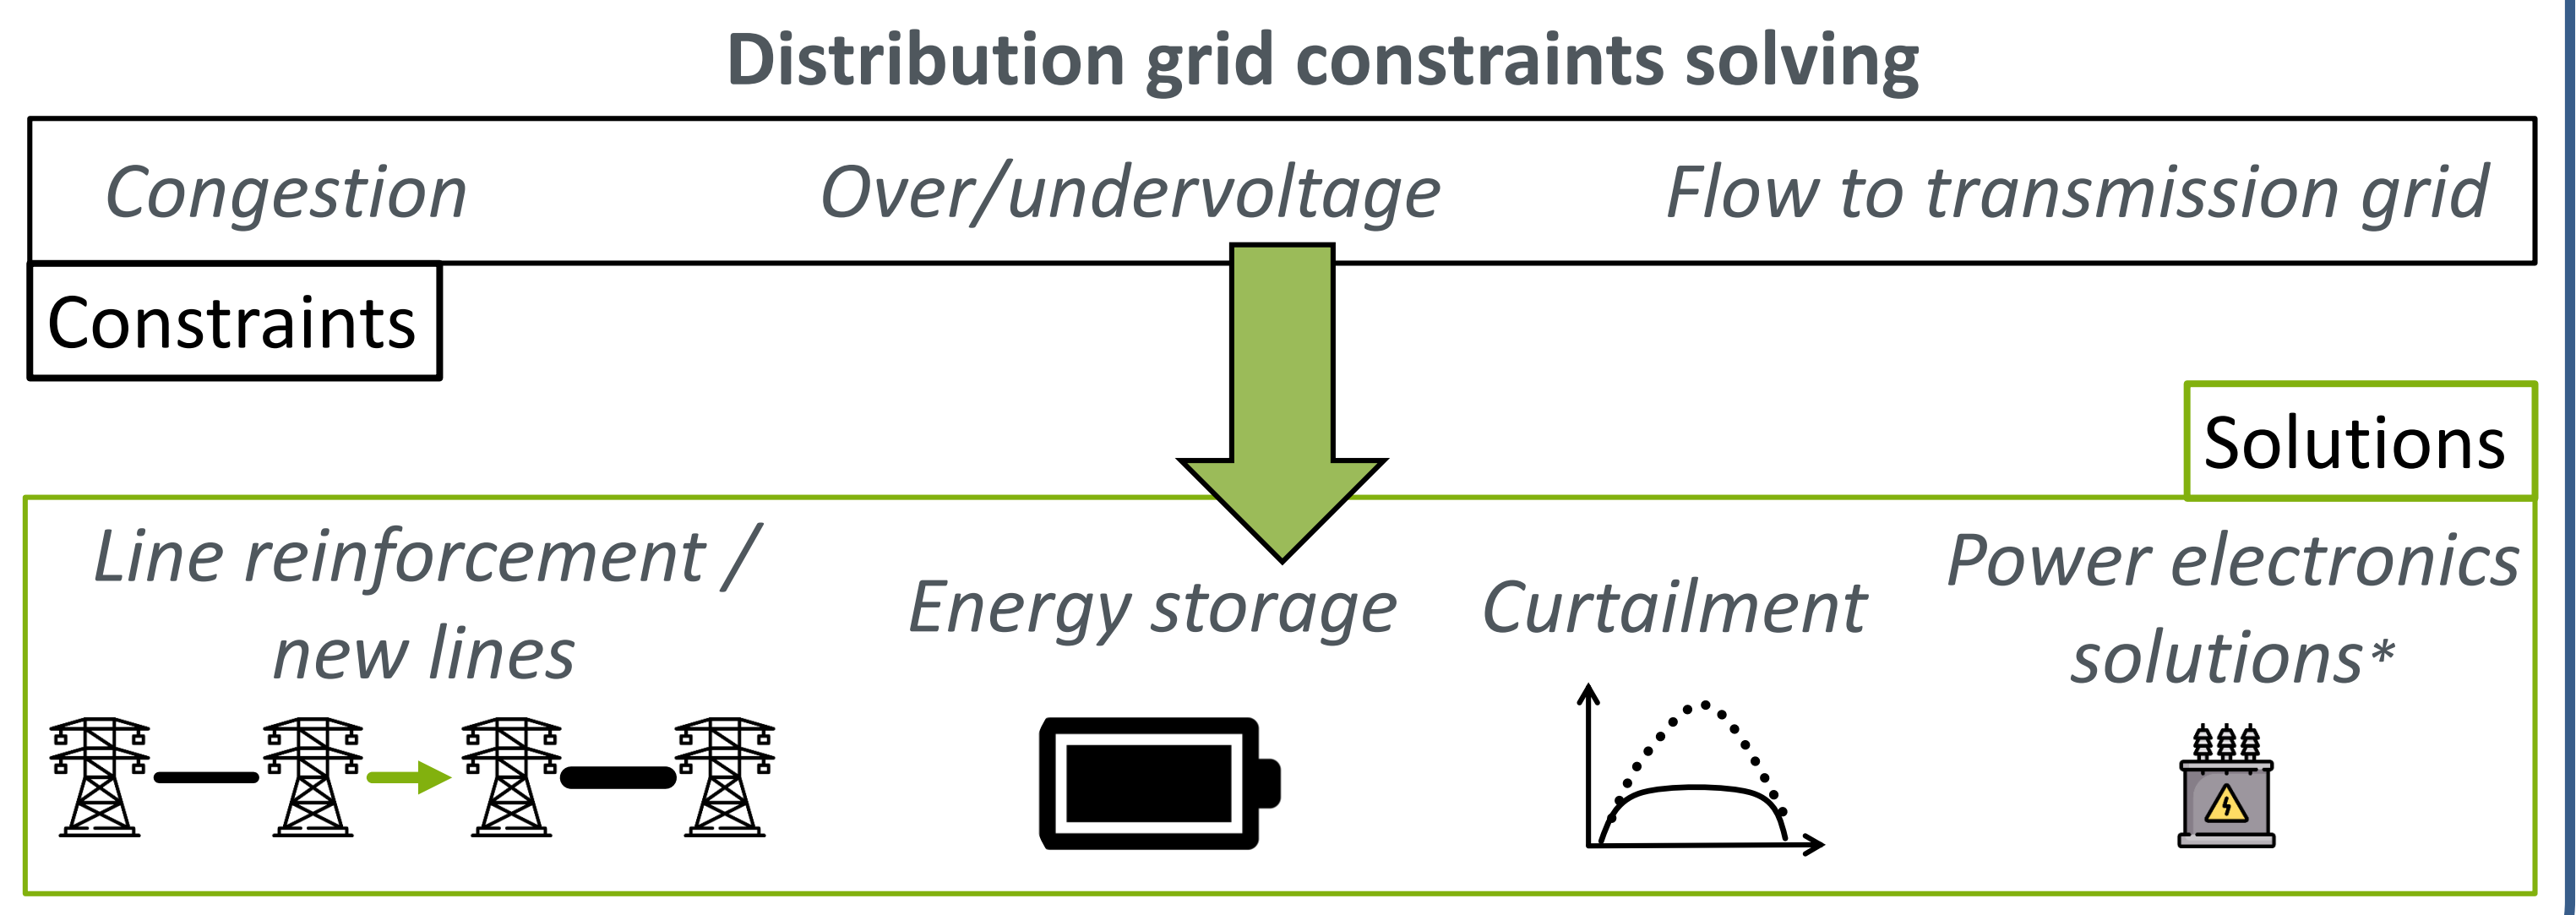 Distribution grid constraints solving
Congestion
Over/undervoltage
Flow to transmission grid
Constraints
Solutions
Line reinforcement /
new lines
Energy storage
Curtailment
Power electronics
solutions*